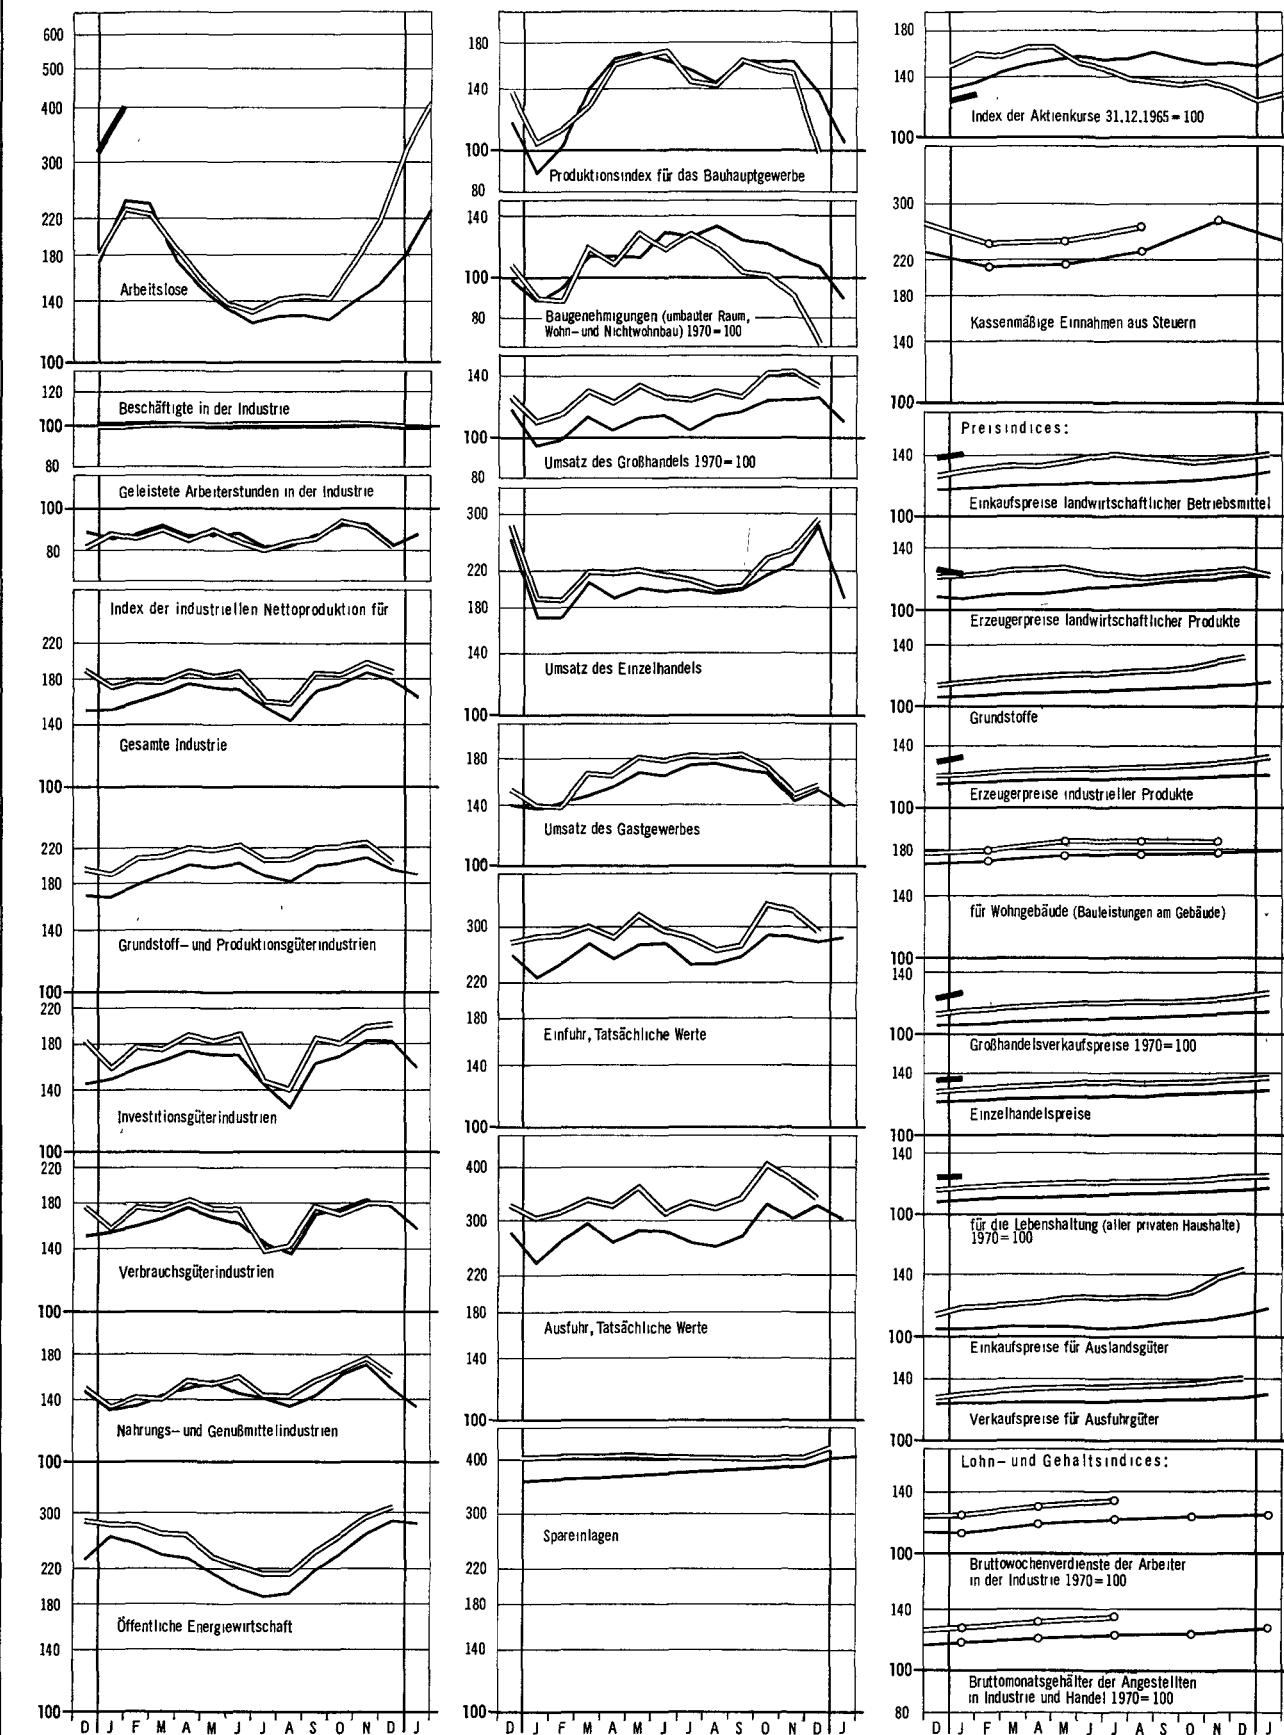 600
500
400
300
220
180
140
Arbeitslose
100
120
Beschäftigte in der Industrie
100
80
Geleistete Arbeiterstunden in der Industrie
100
80
Index der industriellen Nettoproduktion für
220
180
140
Gesamte Industrie
100
220
180
140
Grundstoff- und Produktionsgüterindustrien
100
220
180
140
Investitionsgüterindustrien
100
220
180
140
Verbrauchsgüterindustrien
100
180
140
Nahrungs- und Genußmittelindustrien
100
300
220
180
Öffentliche Energiewirtschaft
140
100
D J F M A M J J A S O N D J
180
140
100
Produktionsindex für das Bauhauptgewerbe
80
140
100
80
Baugenehmigungen (umbauter Raum,
Wohn- und Nichtwohnbau) 1970=100
140
100
Umsatz des Großhandels 1970=100
80
300
220
180
140
Umsatz des Einzelhandels
100
180
140
Umsatz des Gastgewerbes
100
300
220
180
Einfuhr, Tatsächliche Werte
140
100
400
300
220
180
Ausfuhr, Tatsächliche Werte
140
100
400
300
Spareinlagen
220
180
140
100
D J F M A M J J A S O N D J
180
140
Index der Aktienkurse 31.12.1965=100
100
300
220
180
Kassenmäßige Einnahmen aus Steuern
140
100
Preisindices:
140
Einkaufspreise landwirtschaftlicher Betriebsmittel
100
140
100
Erzeugerpreise landwirtschaftlicher Produkte
140
100
Grundstoffe
140
Erzeugerpreise industrieller Produkte
100
180
140
für Wohngebäude (Bauleistungen am Gebäude)
100
140
100
Großhandelsverkaufspreise 1970=100
140
Einzelhandelspreise
100
140
100
für die Lebenshaltung (aller privaten Haushalte)
1970=100
140
100
Einkaufspreise für Auslandsgüter
140
Verkaufspreise für Ausfuhrgüter
100
Lohn- und Gehaltsindices:
140
100
Bruttowochenverdienste der Arbeiter
in der Industrie 1970=100
140
100
Bruttomonatsgehälter der Angestellten
in Industrie und Handel 1970=100
80
D J F M A M J J A S O N D J